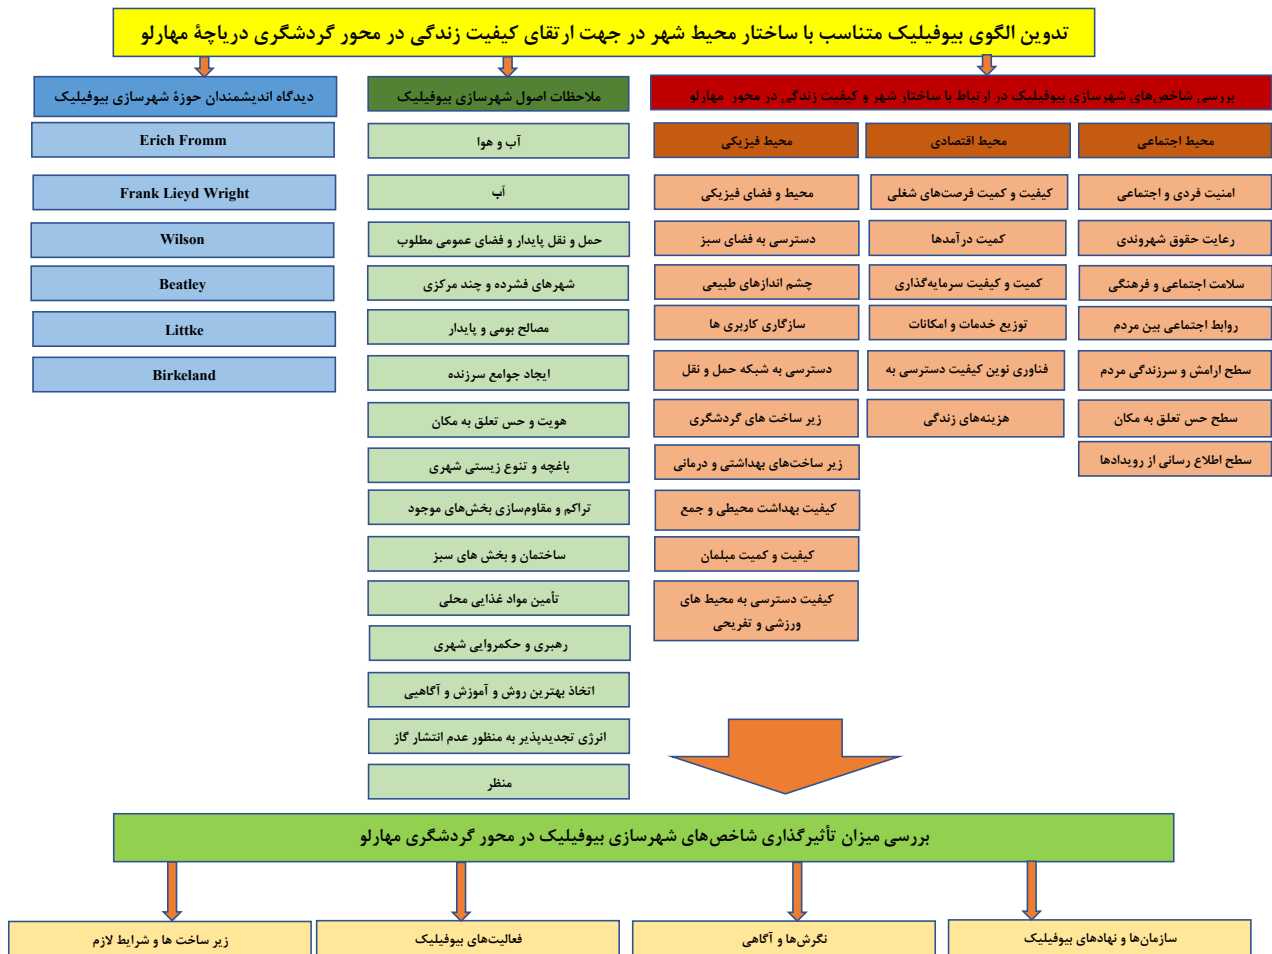 تدوین الگوی بیوفیلیک متناسب با ساختار محیط شهر در جهت ارتقای کیفیت زندگی در محور گردشگری دریاچهٔ مهارلو
بررسی شاخص‌های شهرسازی بیوفیلیک در ارتباط با ساختار شهر و کیفیت زندگی در محور مهارلو
محیط اجتماعی
امنیت فردی و اجتماعی
رعایت حقوق شهروندی
سلامت اجتماعی و فرهنگی
روابط اجتماعی بین مردم
سطح ارامش و سرزندگی مردم
سطح حس تعلق به مکان
سطح اطلاع رسانی از رویدادها
محیط اقتصادی
کیفیت و کمیت فرصت‌های شغلی
کمیت درآمدها
کمیت و کیفیت سرمایه‌گذاری
توزیع خدمات و امکانات
فناوری نوین کیفیت دسترسی به
هزینه‌های زندگی
محیط فیزیکی
محیط و فضای فیزیکی
دسترسی به فضای سبز
چشم اندازهای طبیعی
سازگاری کاربری ها
دسترسی به شبکه حمل و نقل
زیر ساخت های گردشگری
زیر ساخت‌های بهداشتی و درمانی
کیفیت بهداشت محیطی و جمع
کیفیت و کمیت مبلمان
کیفیت دسترسی به محیط های
ورزشی و تفریحی
ملاحظات اصول شهرسازی بیوفیلیک
آب و هوا
آب
حمل و نقل پایدار و فضای عمومی مطلوب
شهرهای فشرده و چند مرکزی
مصالح بومی و پایدار
ایجاد جوامع سرزنده
هویت و حس تعلق به مکان
باغچه و تنوع زیستی شهری
تراکم و مقاوم‌سازی بخش‌های موجود
ساختمان و بخش های سبز
تأمین مواد غذایی محلی
رهبری و حکمروایی شهری
اتخاذ بهترین روش و آموزش و آگاهیی
انرژی تجدیدپذیر به منظور عدم انتشار گاز
منظر
دیدگاه اندیشمندان حوزهٔ شهرسازی بیوفیلیک
Erich Fromm
Frank Lieyd Wright
Wilson
Beatley
Littke
Birkeland
بررسی میزان تأثیرگذاری شاخص‌های شهرسازی بیوفیلیک در محور گردشگری مهارلو
سازمان‌ها و نهادهای بیوفیلیک
نگرش‌ها و آگاهی
فعالیت‌های بیوفیلیک
زیر ساخت ها و شرایط لازم